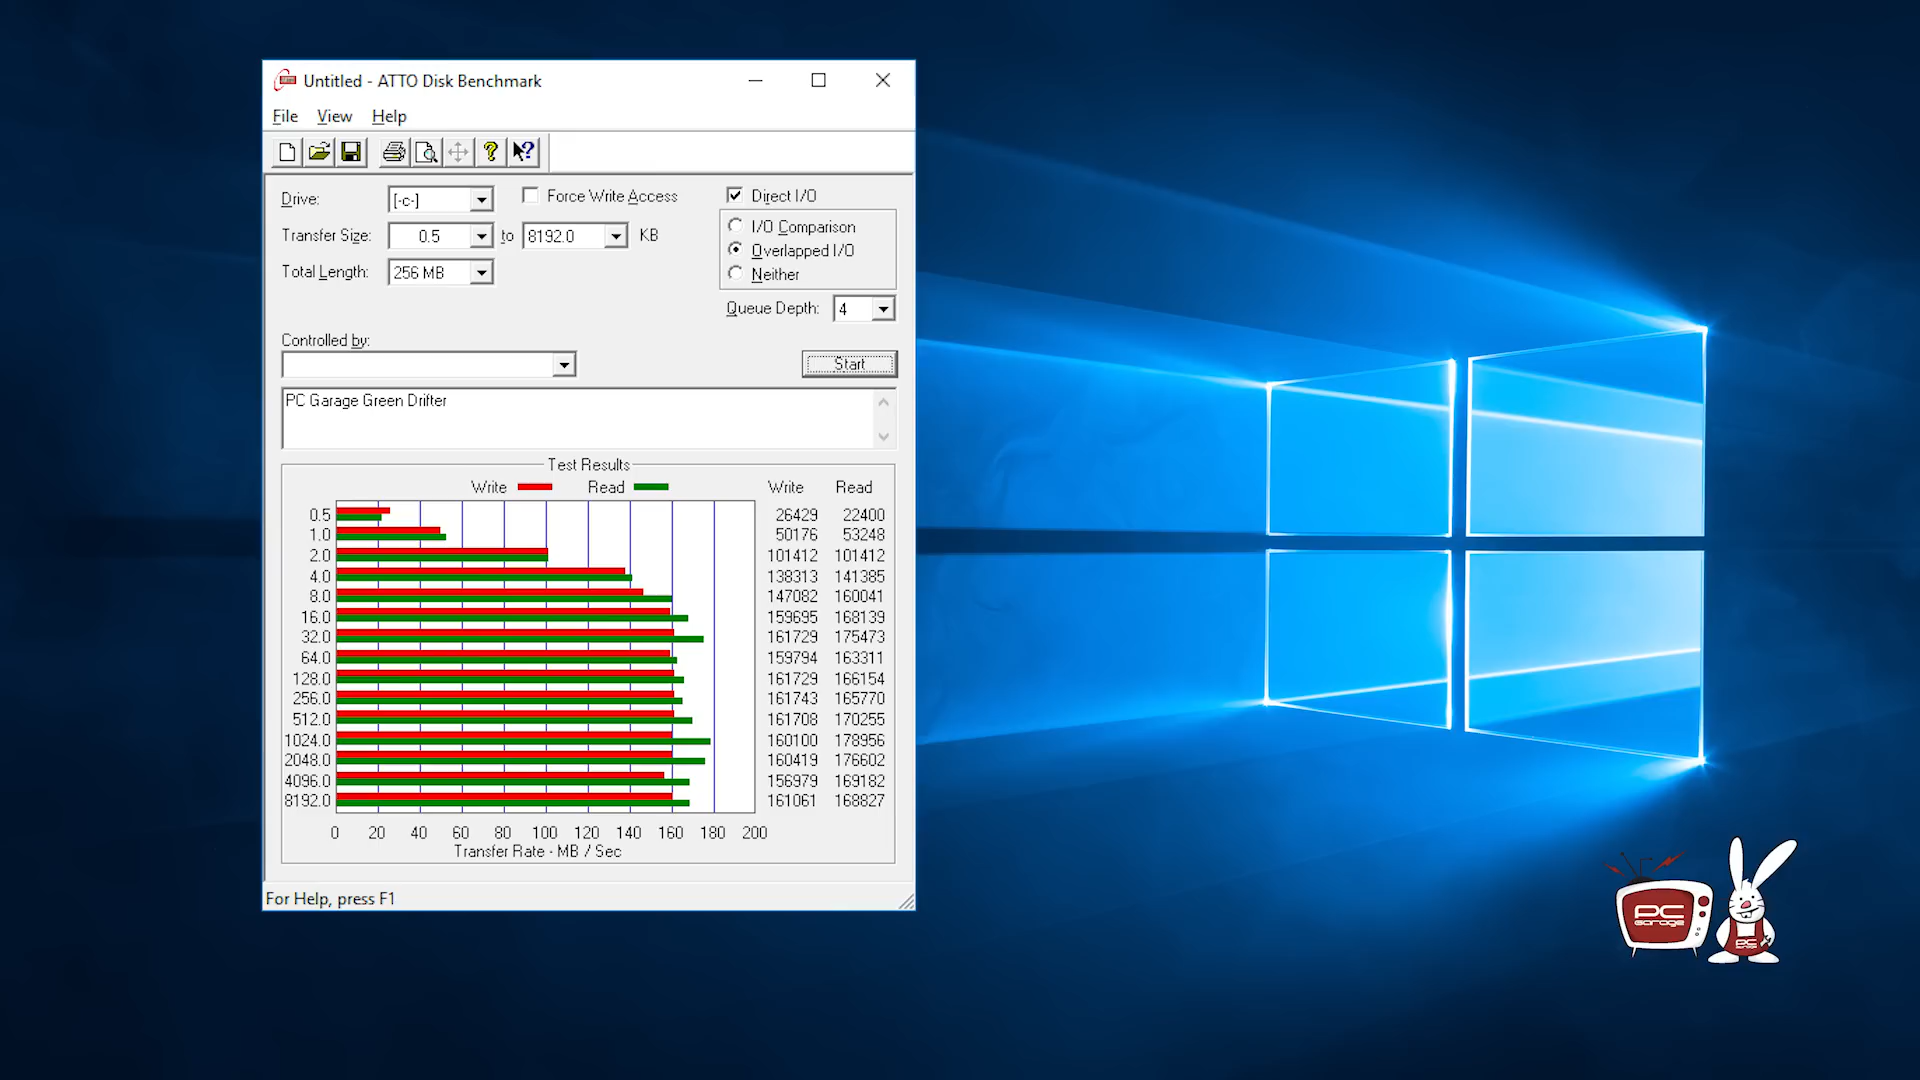 Untitled - ATTO Disk Benchmark
File View Help
Drive: [-c-] Force Write Access Direct I/O
Transfer Size: 0.5 to 8192.0 KB I/O Comparison
Overlapped I/O
Total Length: 256 MB Neither
Queue Depth: 4
Controlled by:
Start
PC Garage Green Drifter
Test Results
Write Read Write Read
0.5 26429 22400
1.0 50176 53248
2.0 101412 101412
4.0 138313 141385
8.0 147082 160041
16.0 159695 168139
32.0 161729 175473
64.0 159794 163311
128.0 161729 166154
256.0 161743 165770
512.0 161708 170255
1024.0 160100 178956
2048.0 160419 176602
4096.0 156979 169182
8192.0 161061 168827
0 20 40 60 80 100 120 140 160 180 200
Transfer Rate - MB / Sec
For Help, press F1
PC
garage
PC